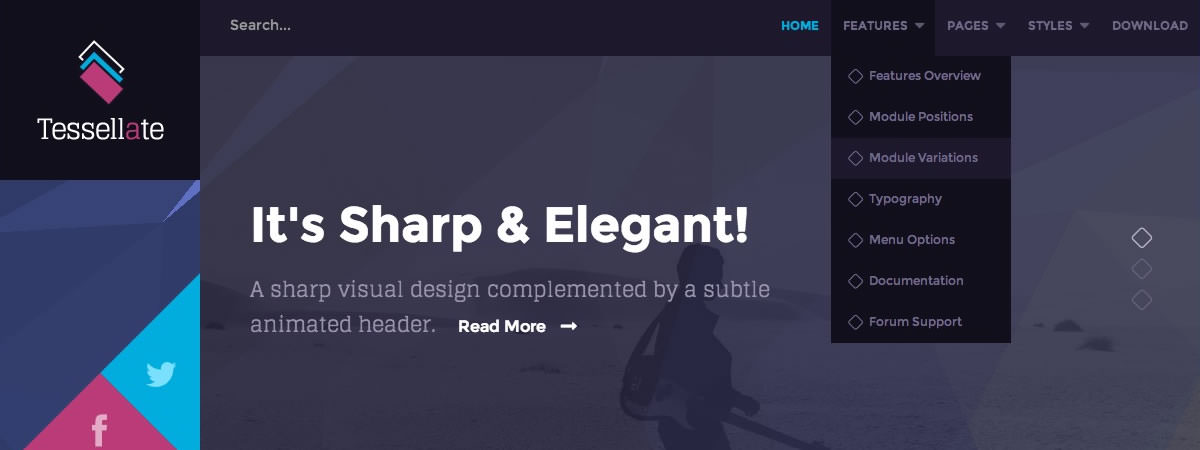 Tessellate
Search...
HOME
FEATURES
PAGES
STYLES
DOWNLOAD
Features Overview
Module Positions
Module Variations
Typography
Menu Options
Documentation
Forum Support
It's Sharp & Elegant!
A sharp visual design complemented by a subtle
animated header. Read More